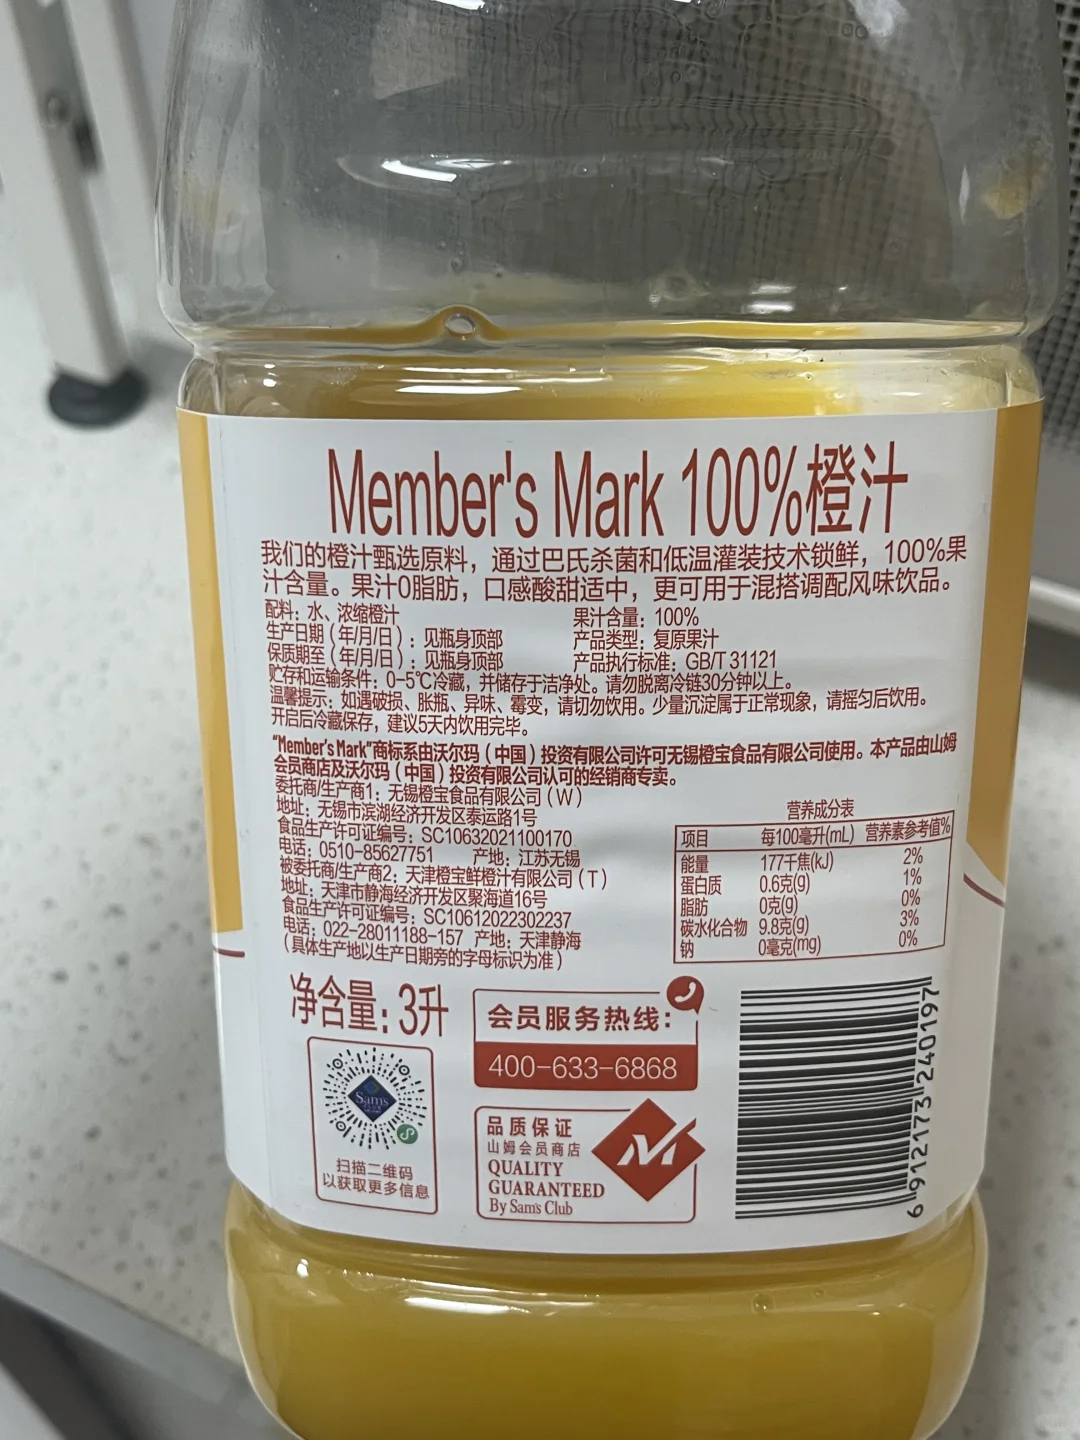 Member's Mark 100%橙汁
我们的橙汁甄选原料，通过巴氏杀菌和低温灌装技术锁鲜，100%果
汁含量。果汁0脂肪，口感酸甜适中，更可用于混搭调配风味饮品。
配料：水、浓缩橙汁 果汁含量：100%
生产日期（年/月/日）：见瓶身顶部 产品类型：复原果汁
保质期至（年/月/日）：见瓶身顶部 产品执行标准：GB/T 31121
贮存和运输条件：0-5℃冷藏，并储存于洁净处。请勿脱离冷链30分钟以上。
温馨提示：如遇破损、胀瓶、异味、霉变，请切勿饮用。少量沉淀属于正常现象，请摇匀后饮用。
开启后冷藏保存，建议5天内饮用完毕。
“Member's Mark”商标系由沃尔玛（中国）投资有限公司许可无锡橙宝食品有限公司使用。本产品由山姆
会员商店及沃尔玛（中国）投资有限公司认可的经销商专卖。
委托商/生产商1：无锡橙宝食品有限公司（W）
地址：无锡市滨湖经济开发区泰运路1号
食品生产许可证编号：SC10632021100170
电话：0510-85627751 产地：江苏无锡
被委托商/生产商2：天津橙宝鲜橙汁有限公司（T）
地址：天津市静海经济开发区聚海道16号
食品生产许可证编号：SC10612022302237
电话：022-28011188-157 产地：天津静海
（具体生产地以生产日期旁的字母标识为准）
营养成分表
项目 每100毫升(mL) 营养素参考值%
能量 177千焦(kJ) 2%
蛋白质 0.6克(g) 1%
脂肪 0克(g) 0%
碳水化合物 9.8克(g) 3%
钠 0毫克(mg) 0%
净含量：3升
会员服务热线：
400-633-6868
Sam's
扫描二维码
以获取更多信息
品质保证
山姆会员商店
QUALITY
GUARANTEED
By Sam's Club
6 912173 240197